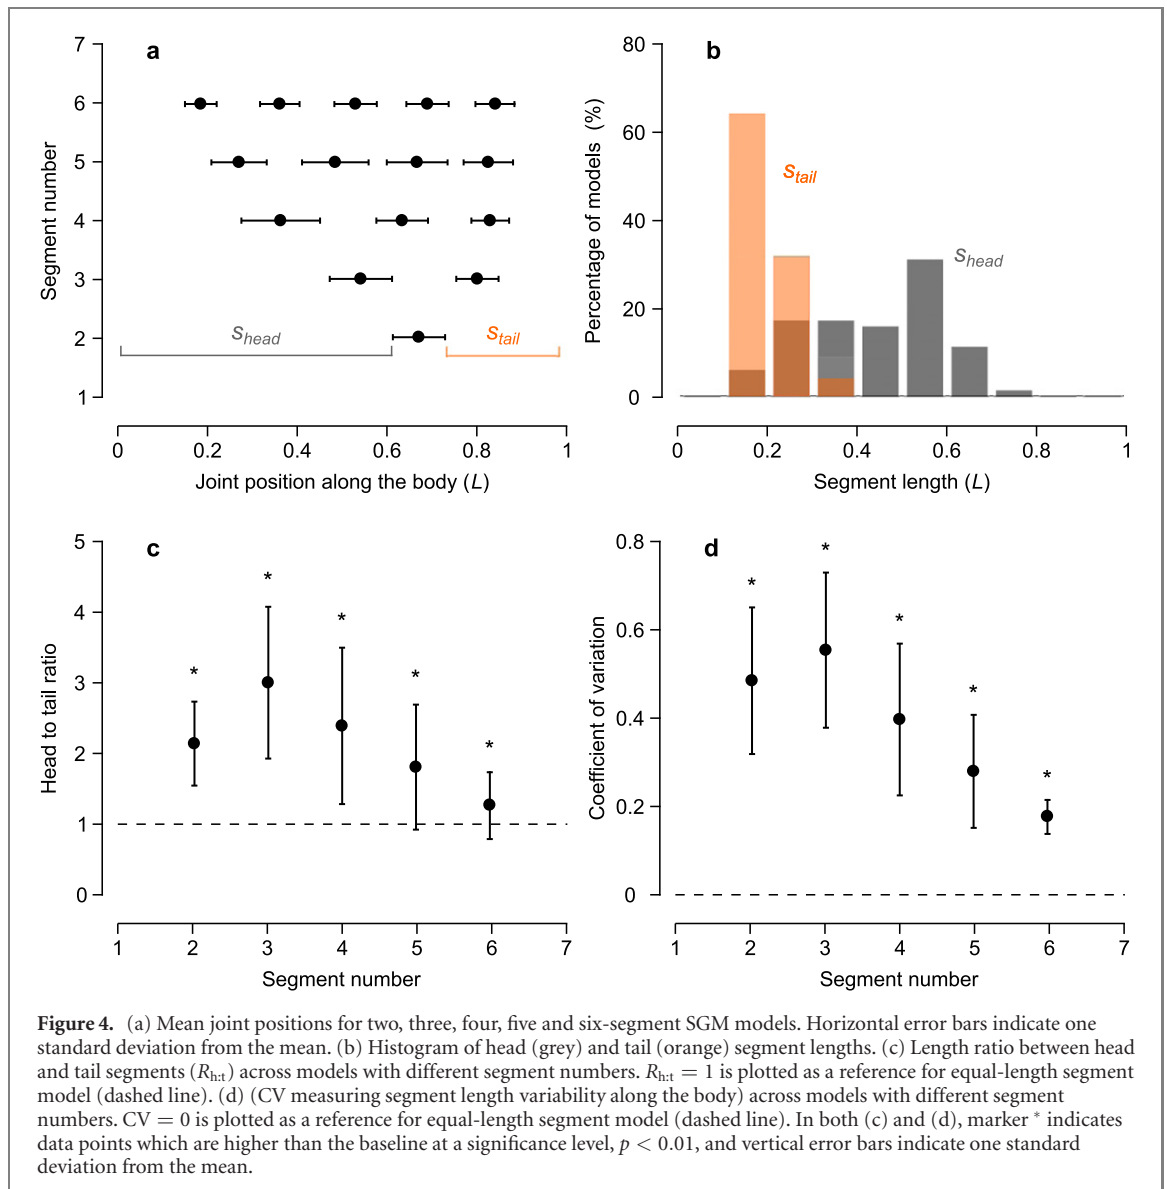 a
7
6
5
4
3
2
1
Segment number
s_head
s_tail
0
0.2
0.4
0.6
0.8
1
Joint position along the body (L)
b
80
60
40
20
0
Percentage of models (%)
s_tail
s_head
0
0.2
0.4
0.6
0.8
1
Segment length (L)
c
5
4
3
2
1
0
Head to tail ratio
* * * * *
1 2 3 4 5 6 7
Segment number
d
0.8
0.6
0.4
0.2
0
Coefficient of variation
* * * * *
1 2 3 4 5 6 7
Segment number
Figure 4. (a) Mean joint positions for two, three, four, five and six-segment SGM models. Horizontal error bars indicate one
standard deviation from the mean. (b) Histogram of head (grey) and tail (orange) segment lengths. (c) Length ratio between head
and tail segments (R_h:t) across models with different segment numbers. R_h:t = 1 is plotted as a reference for equal-length segment
model (dashed line). (d) (CV measuring segment length variability along the body) across models with different segment
numbers. CV = 0 is plotted as a reference for equal-length segment model (dashed line). In both (c) and (d), marker * indicates
data points which are higher than the baseline at a significance level, p < 0.01, and vertical error bars indicate one standard
deviation from the mean.